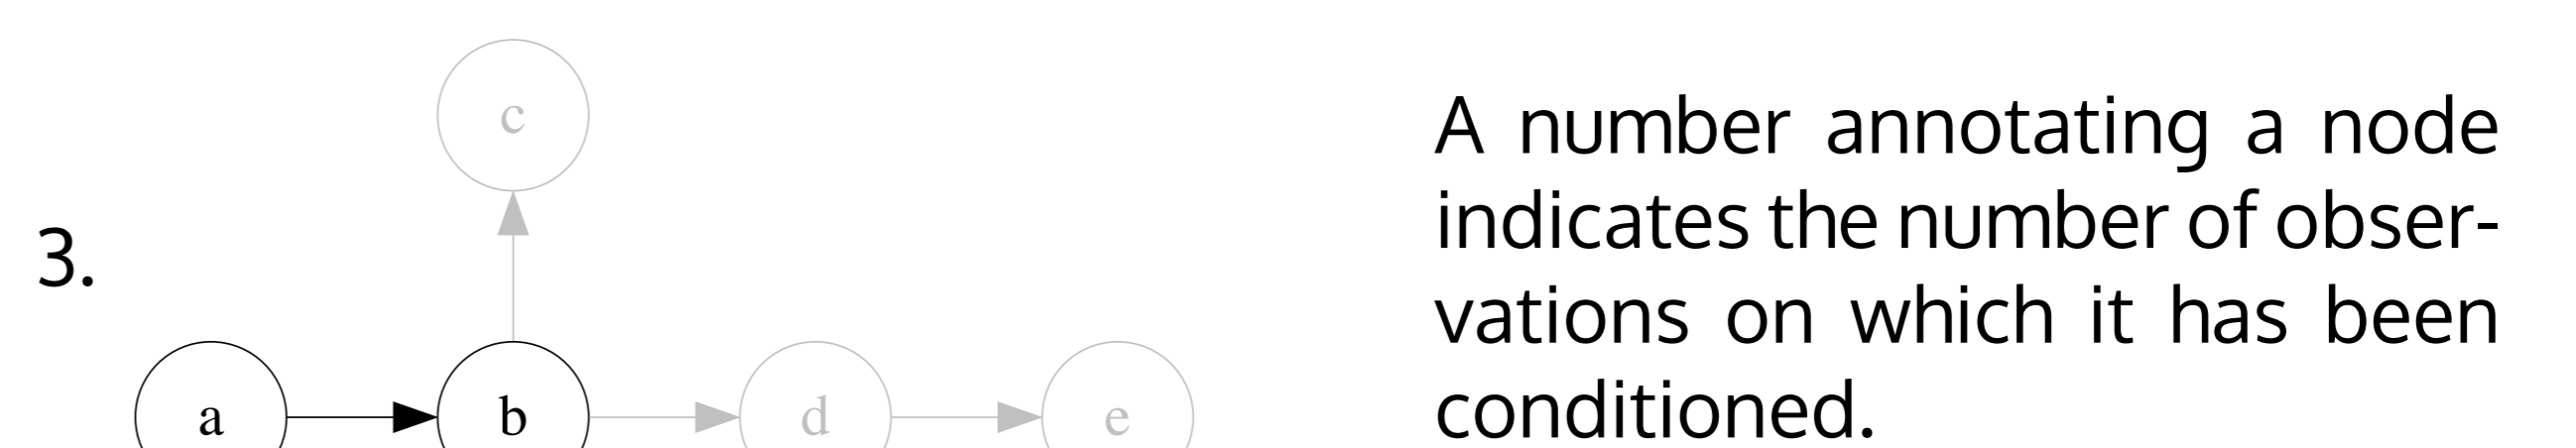 c
3.
a b d e
A number annotating a node
indicates the number of obser-
vations on which it has been
conditioned.